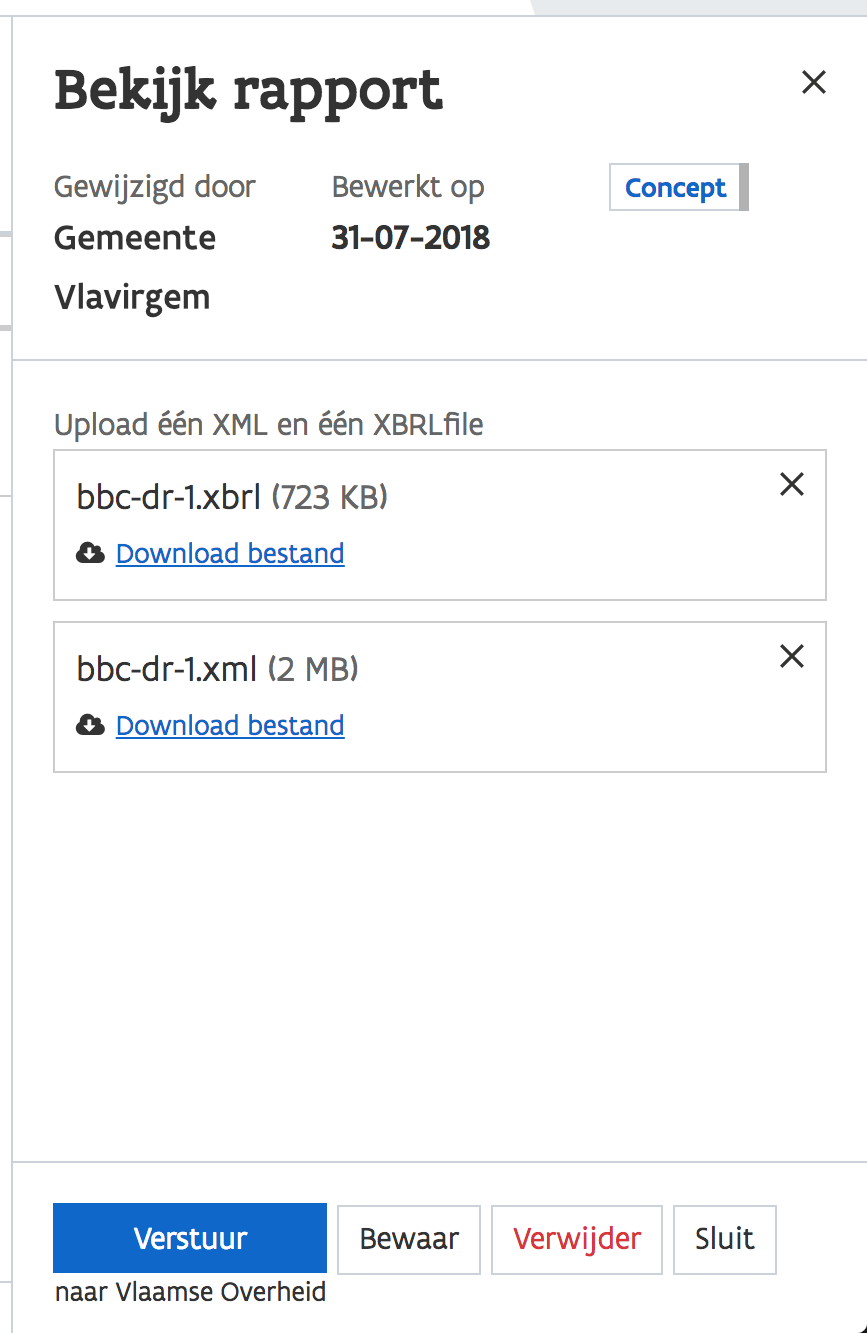 Bekijk rapport
Gewijzigd door
Gemeente
Vlavirgem
Bewerkt op
31-07-2018
Concept
Upload één XML en één XBRLfile
bbc-dr-1.xbrl (723 KB)
Download bestand
bbc-dr-1.xml (2 MB)
Download bestand
Verstuur
naar Vlaamse Overheid
Bewaar
Verwijder
Sluit